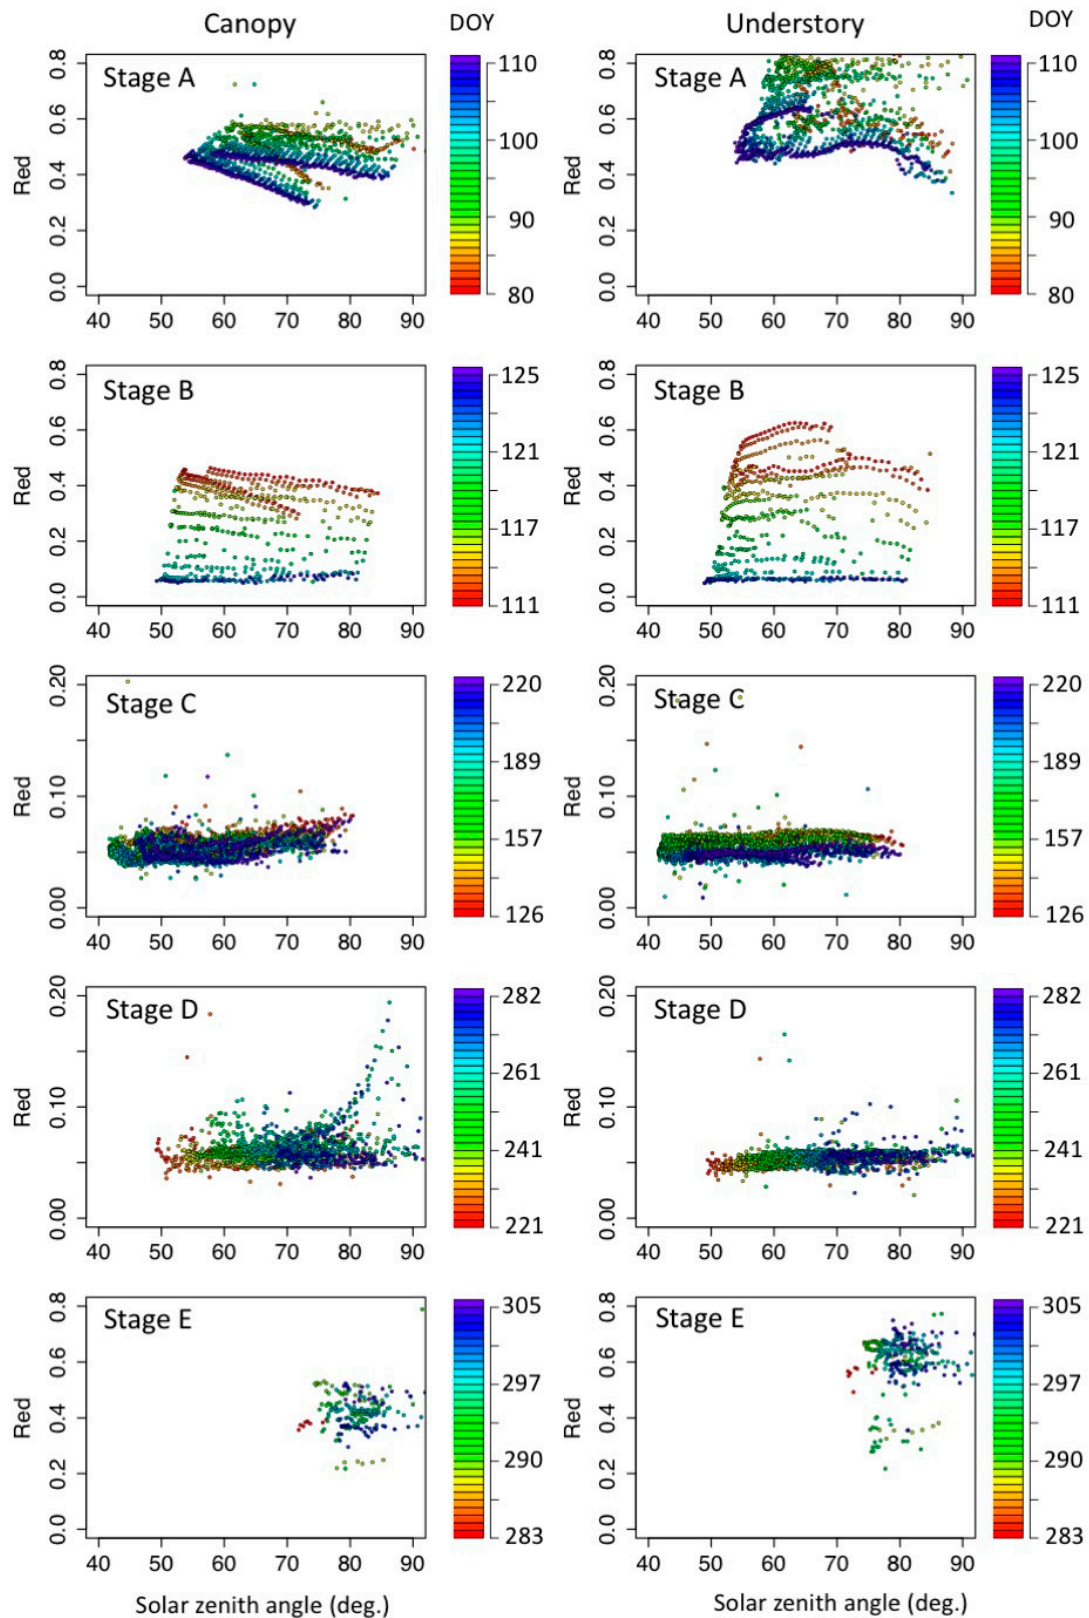 Canopy DOY Understory DOY
Stage A
Red
0.0 0.2 0.4 0.6 0.8
40 50 60 70 80 90
110
100
90
80
Stage A
Red
0.0 0.2 0.4 0.6 0.8
40 50 60 70 80 90
110
100
90
80
Stage B
Red
0.0 0.2 0.4 0.6 0.8
40 50 60 70 80 90
125
121
117
111
Stage B
Red
0.0 0.2 0.4 0.6 0.8
40 50 60 70 80 90
125
121
117
111
Stage C
Red
0.00 0.10 0.20
40 50 60 70 80 90
220
189
157
126
Stage C
Red
0.00 0.10 0.20
40 50 60 70 80 90
220
189
157
126
Stage D
Red
0.00 0.10 0.20
40 50 60 70 80 90
282
261
241
221
Stage D
Red
0.00 0.10 0.20
40 50 60 70 80 90
282
261
241
221
Stage E
Red
0.0 0.2 0.4 0.6 0.8
40 50 60 70 80 90
305
297
290
283
Solar zenith angle (deg.)
Stage E
Red
0.0 0.2 0.4 0.6 0.8
40 50 60 70 80 90
305
297
290
283
Solar zenith angle (deg.)